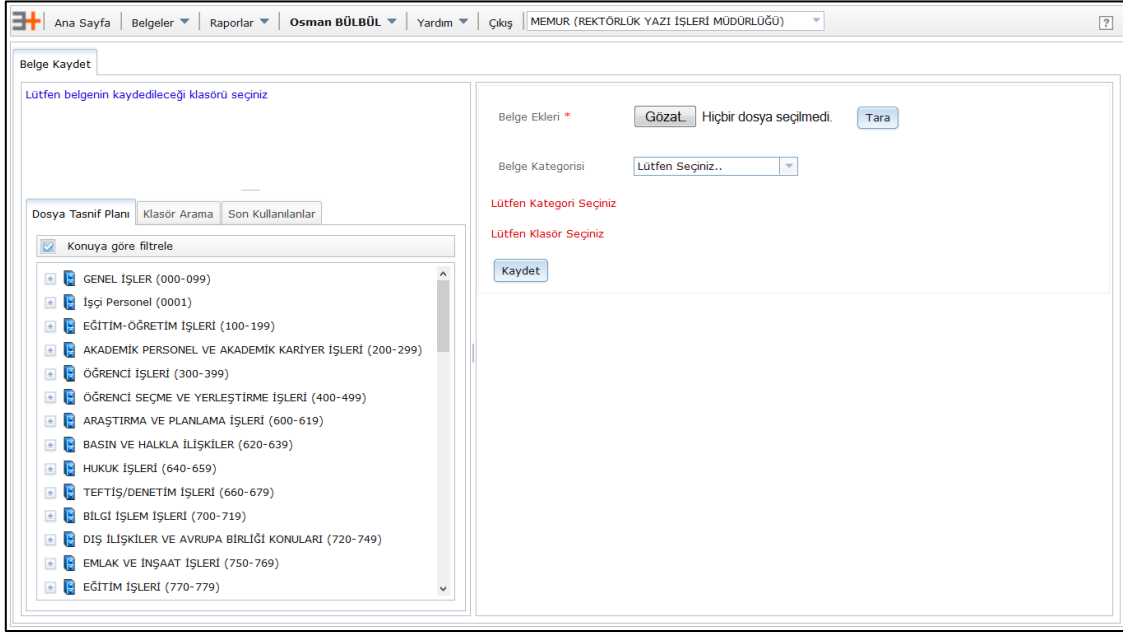 Ana Sayfa Belgeler Raporlar Osman BÜLBÜL Yardım Çıkış MEMUR (REKTÖRLÜK YAZI İŞLERİ MÜDÜRLÜĞÜ) ?
Belge Kaydet
Lütfen belgenin kaydedileceği klasörü seçiniz
Dosya Tasnif Planı Klasör Arama Son Kullanılanlar
Konuya göre filtrele
GENEL İŞLER (000-099)
İşçi Personel (0001)
EĞİTİM-ÖĞRETİM İŞLERİ (100-199)
AKADEMİK PERSONEL VE AKADEMİK KARİYER İŞLERİ (200-299)
ÖĞRENCİ İŞLERİ (300-399)
ÖĞRENCİ SEÇME VE YERLEŞTİRME İŞLERİ (400-499)
ARAŞTIRMA VE PLANLAMA İŞLERİ (600-619)
BASIN VE HALKLA İLİŞKİLER (620-639)
HUKUK İŞLERİ (640-659)
TEFTİŞ/DENETİM İŞLERİ (660-679)
BİLGİ İŞLEM İŞLERİ (700-719)
DIŞ İLİŞKİLER VE AVRUPA BİRLİĞİ KONULARI (720-749)
EMLAK VE İNŞAAT İŞLERİ (750-769)
EĞİTİM İŞLERİ (770-779)
Belge Ekleri * Gözat.. Hiçbir dosya seçilmedi. Tara
Belge Kategorisi Lütfen Seçiniz..
Lütfen Kategori Seçiniz
Lütfen Klasör Seçiniz
Kaydet